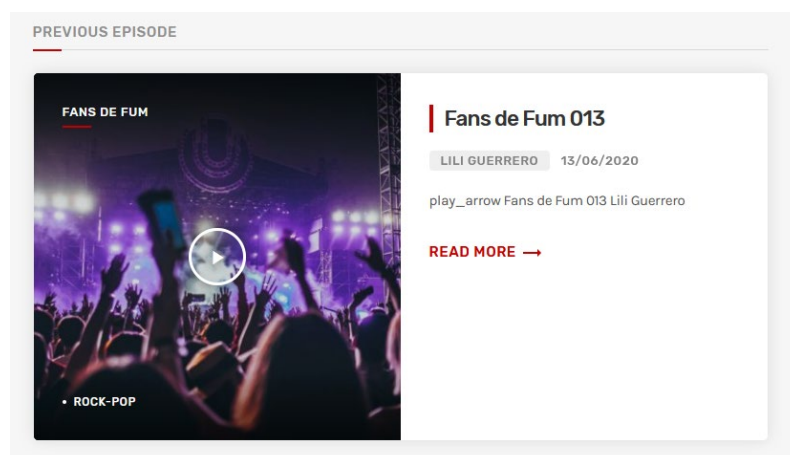 PREVIOUS EPISODE
FANS DE FUM
• ROCK-POP
Fans de Fum 013
LILI GUERRERO 13/06/2020
play_arrow Fans de Fum 013 Lili Guerrero
READ MORE ⟶